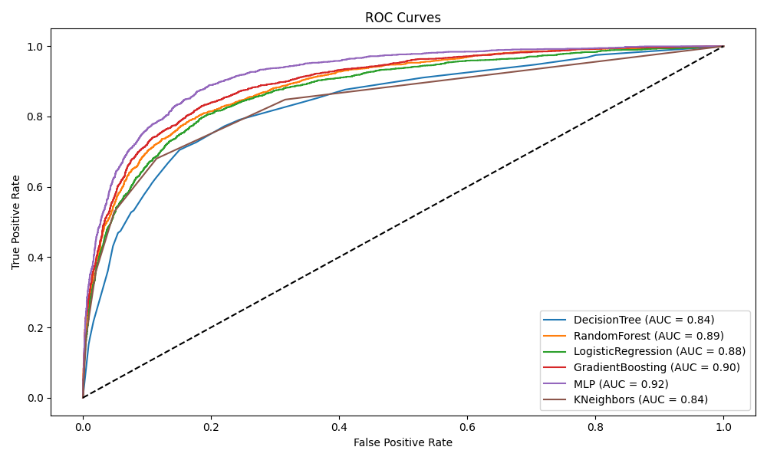 ROC Curves
True Positive Rate
1.0
0.8
0.6
0.4
0.2
0.0
DecisionTree (AUC = 0.84)
RandomForest (AUC = 0.89)
LogisticRegression (AUC = 0.88)
GradientBoosting (AUC = 0.90)
MLP (AUC = 0.92)
KNeighbors (AUC = 0.84)
0.0 0.2 0.4 0.6 0.8 1.0
False Positive Rate